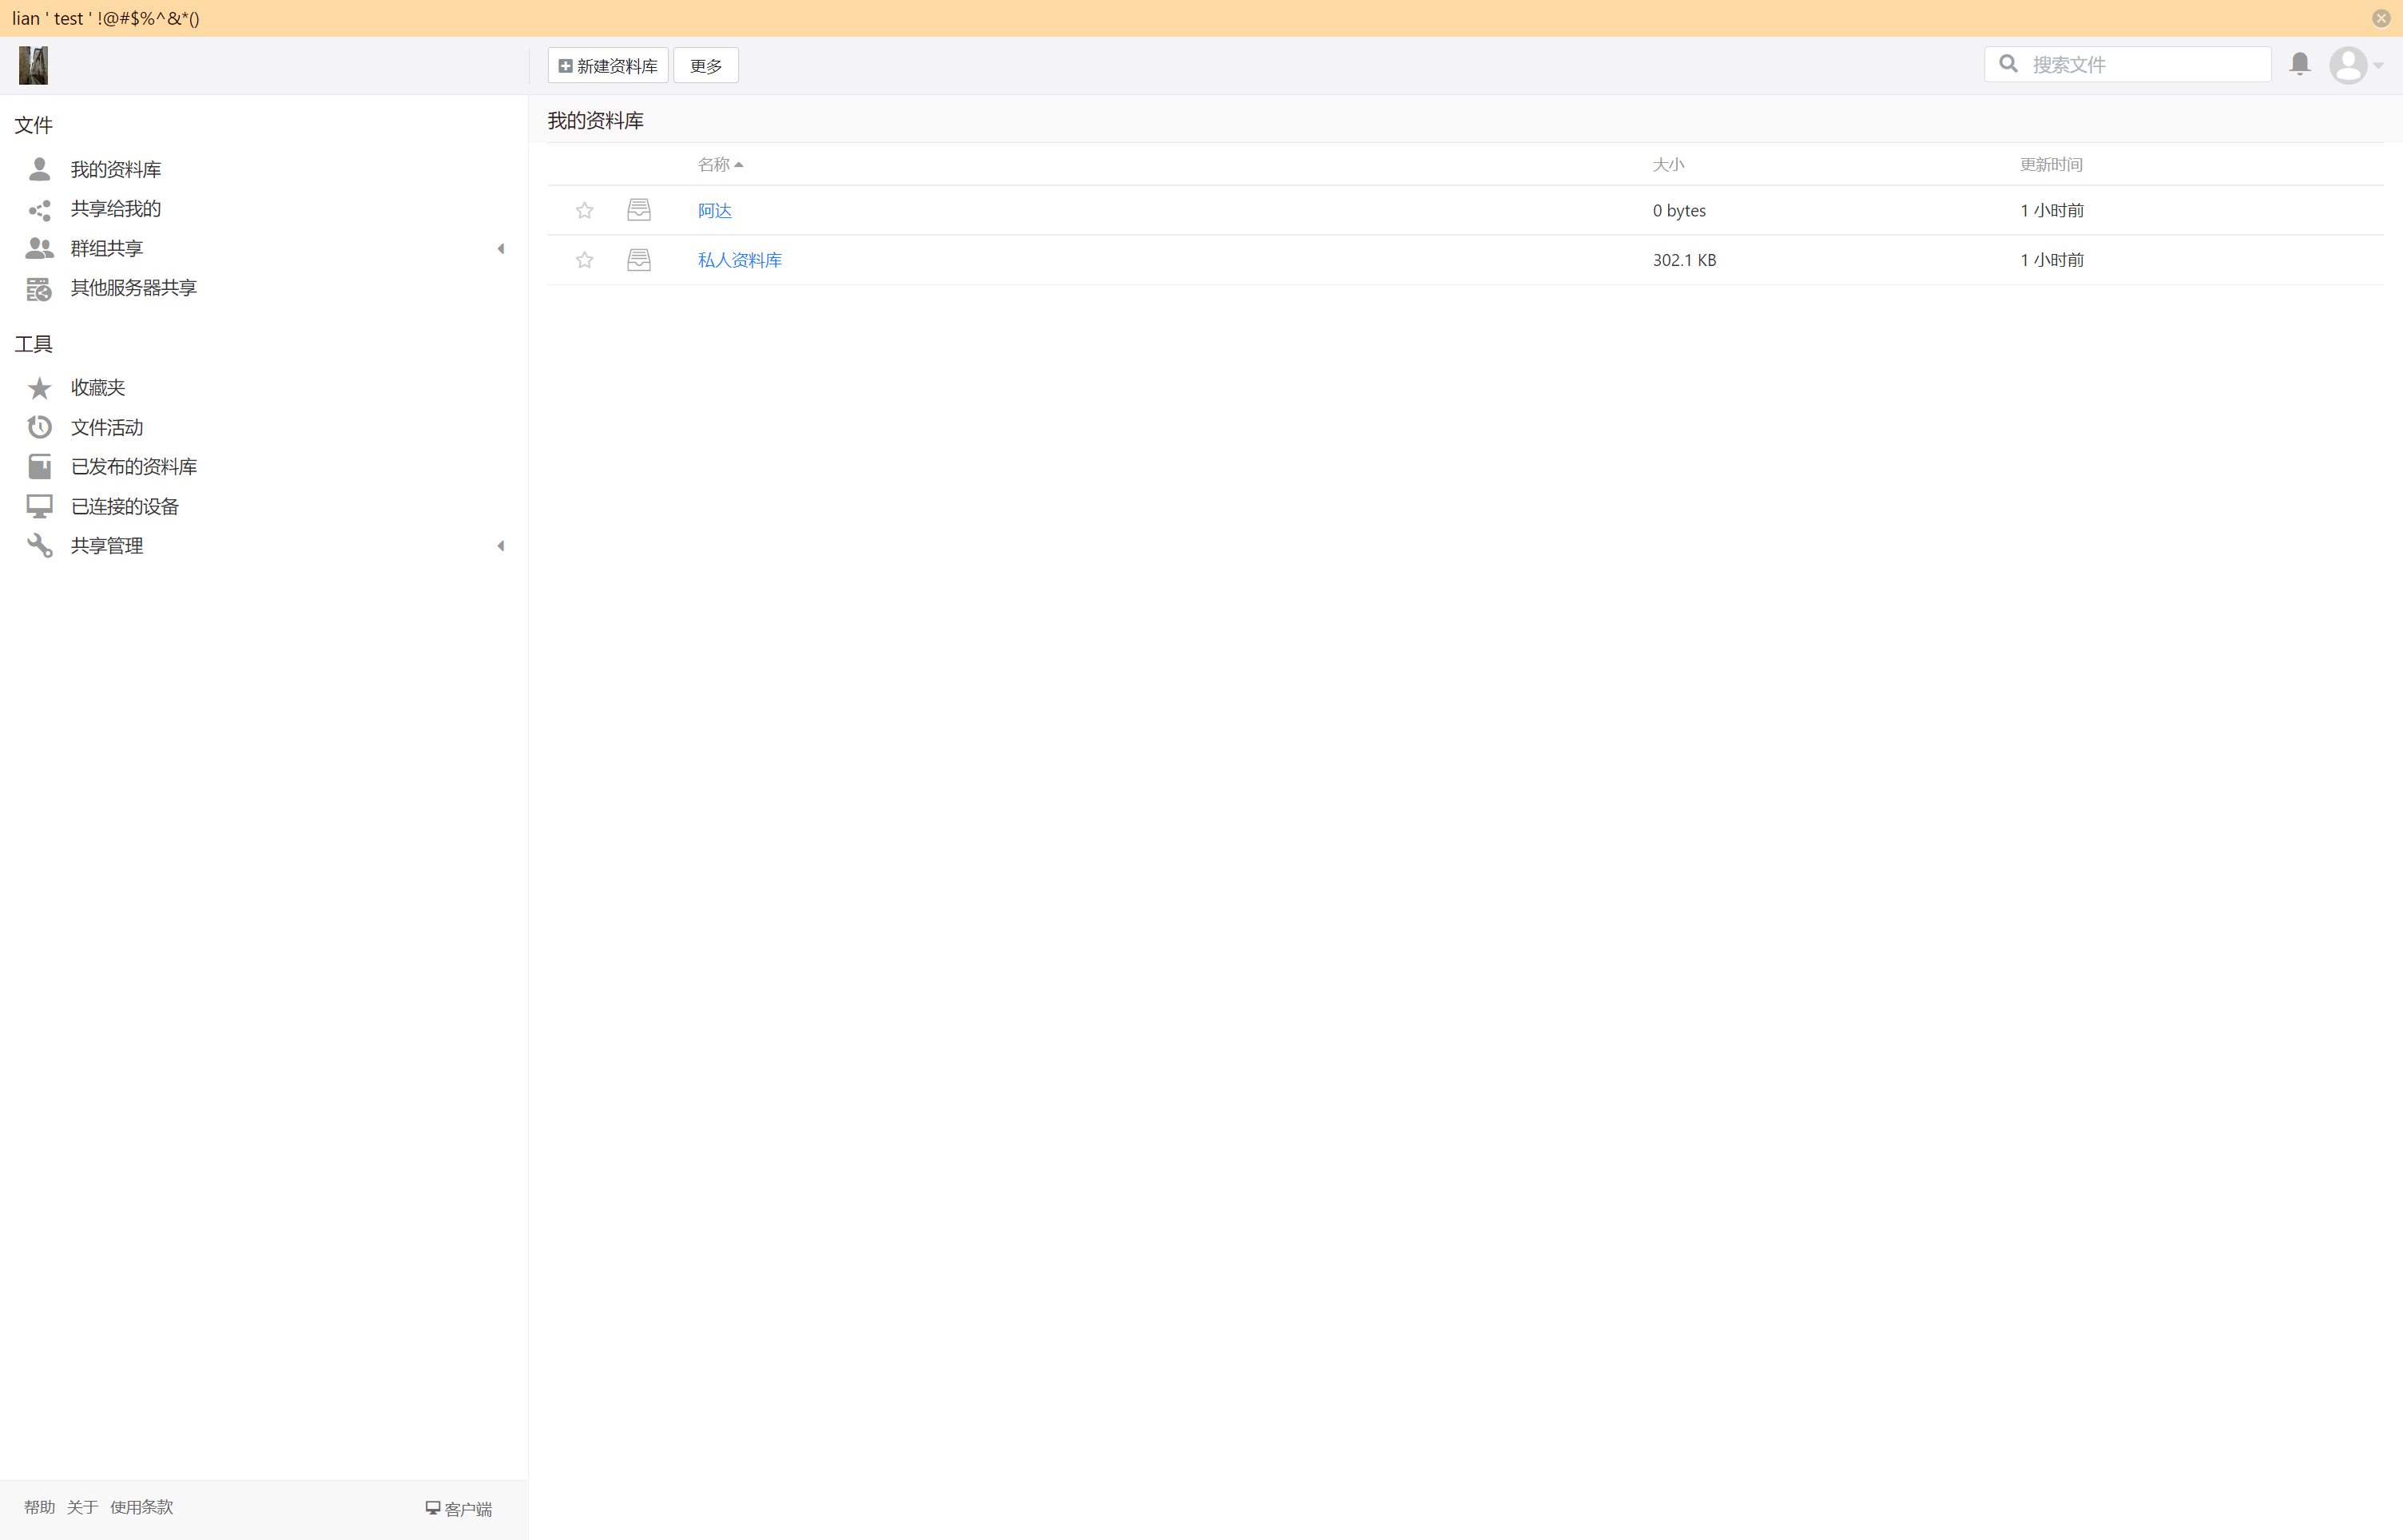 lian ' test ' !@#$%^&*()
新建资料库 更多 搜索文件
文件
我的资料库
共享给我的
群组共享
其他服务器共享
工具
收藏夹
文件活动
已发布的资料库
已连接的设备
共享管理
帮助 关于 使用条款 客户端
我的资料库
名称 大小 更新时间
阿达 0 bytes 1 小时前
私人资料库 302.1 KB 1 小时前